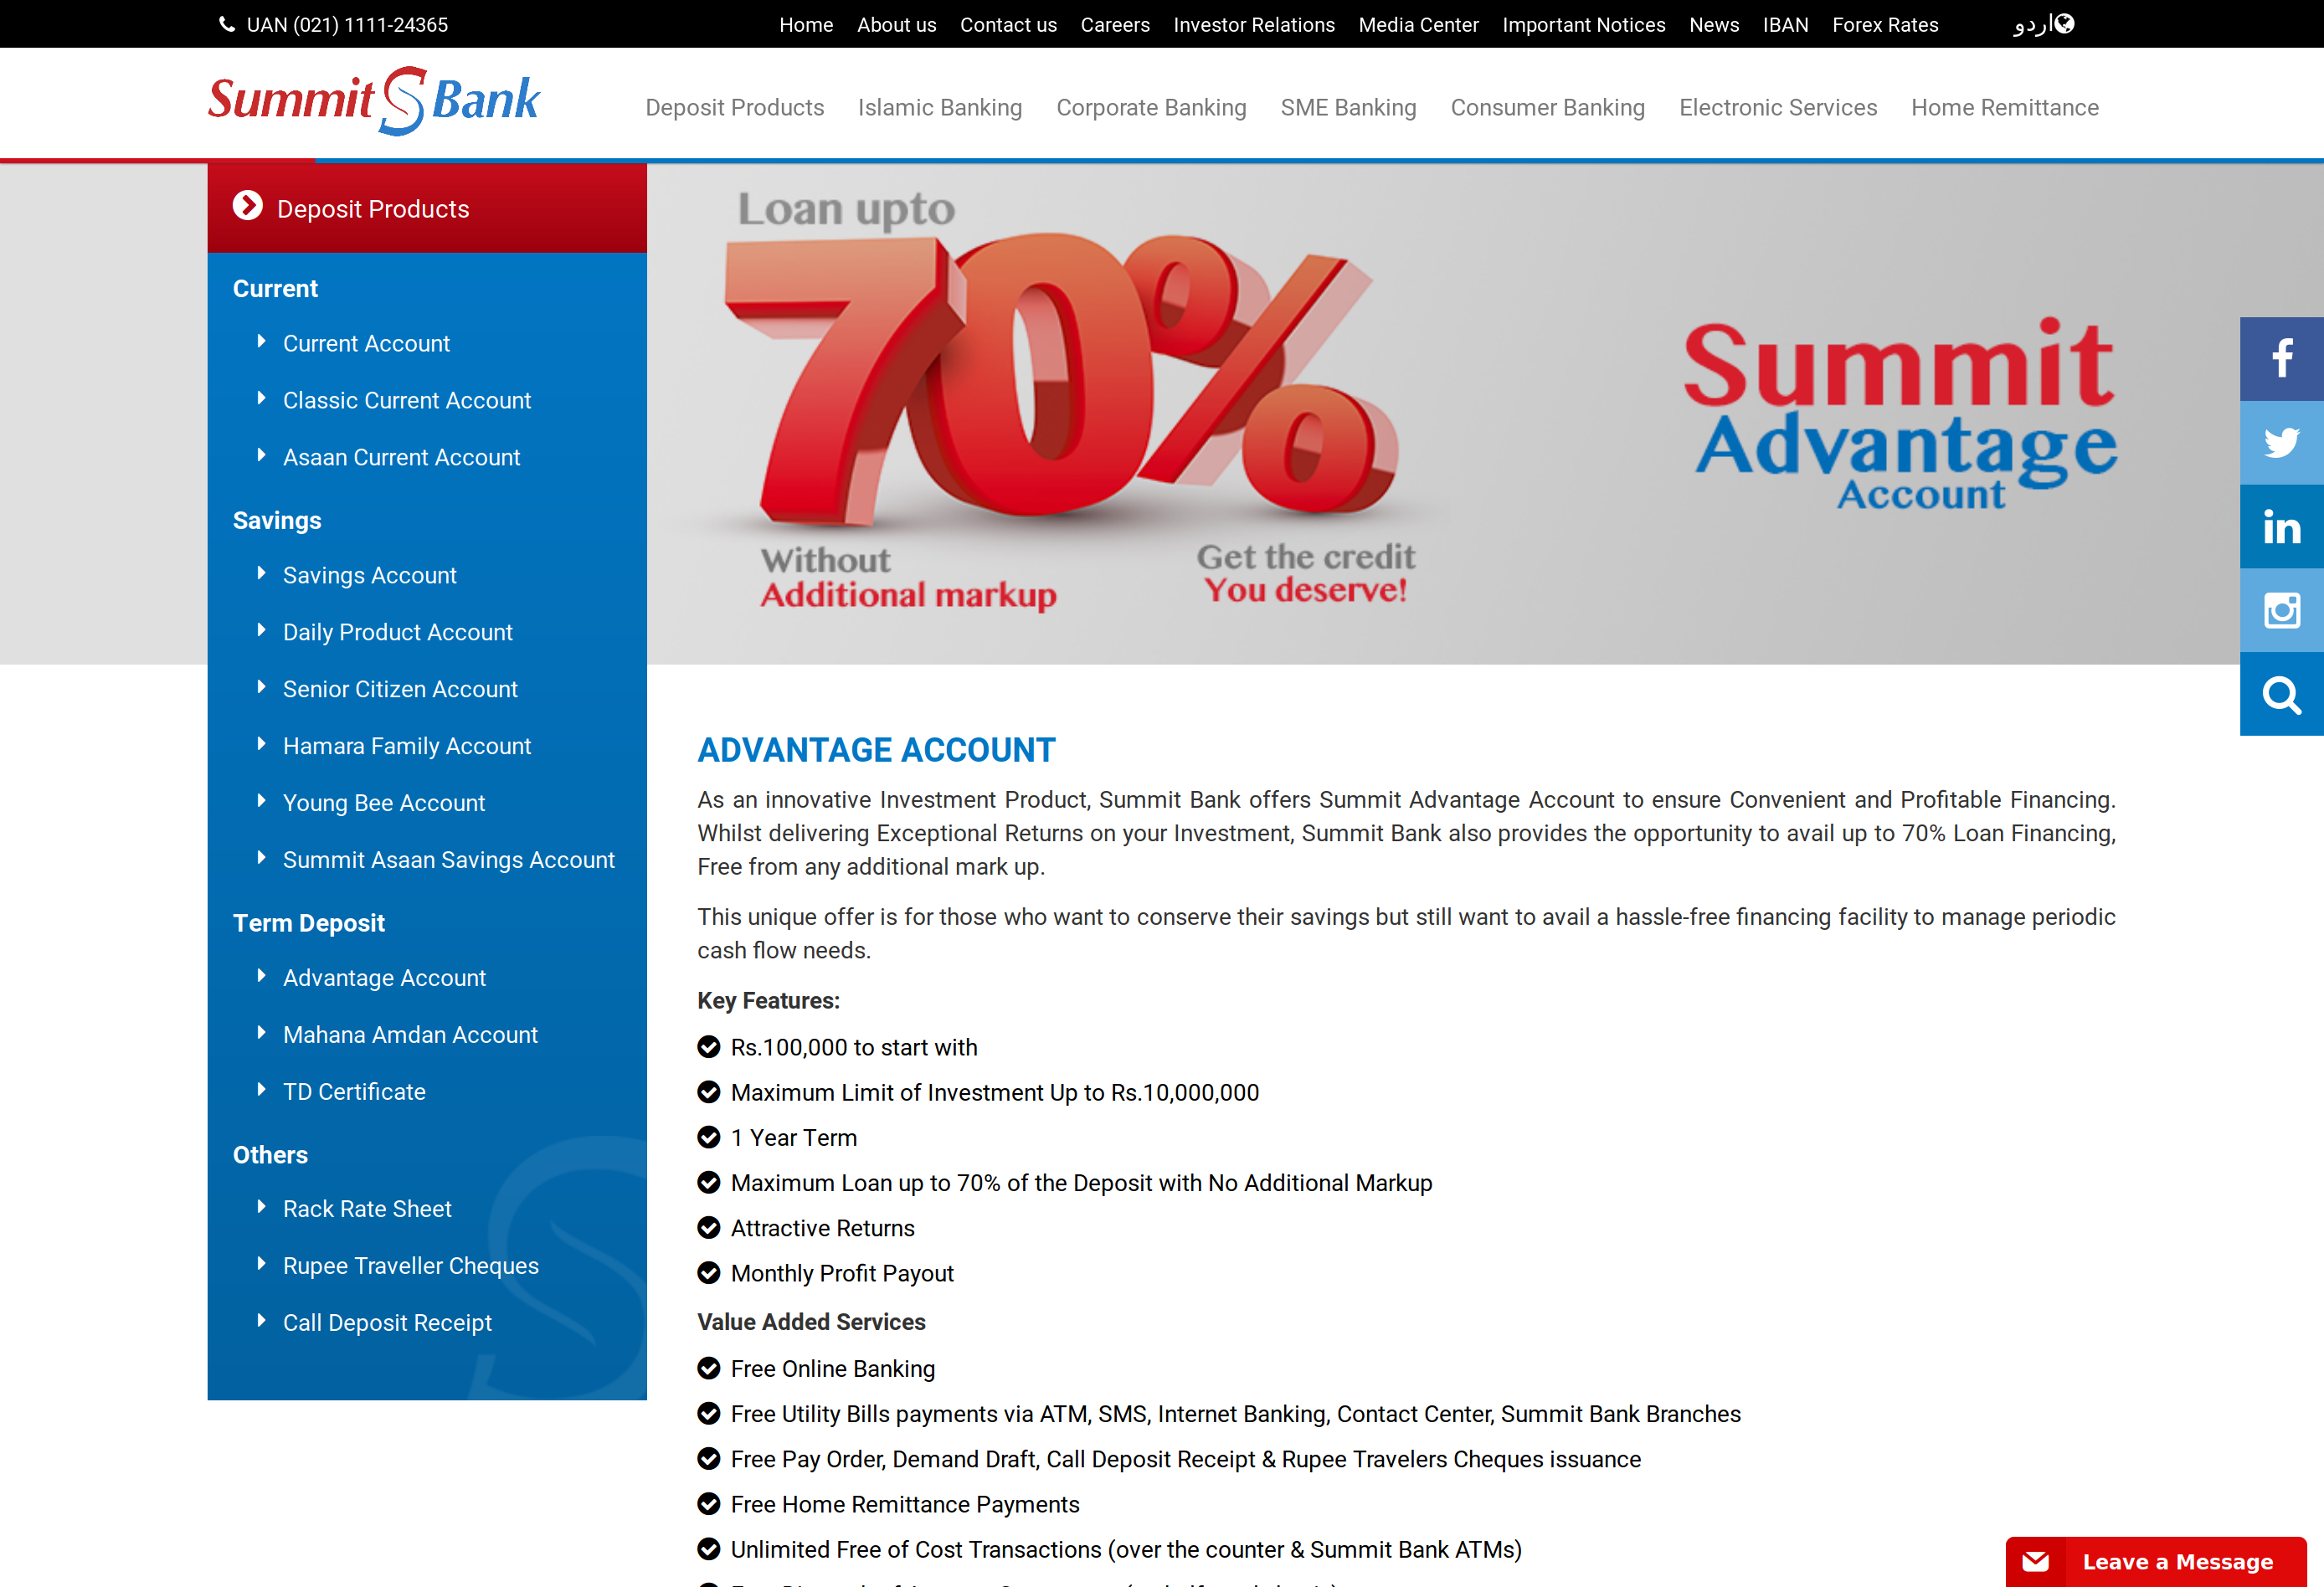 UAN (021) 1111-24365
Home About us Contact us Careers Investor Relations Media Center Important Notices News IBAN Forex Rates اردو
Summit S Bank
Deposit Products Islamic Banking Corporate Banking SME Banking Consumer Banking Electronic Services Home Remittance
Deposit Products
Current
Current Account
Classic Current Account
Asaan Current Account
Savings
Savings Account
Daily Product Account
Senior Citizen Account
Hamara Family Account
Young Bee Account
Summit Asaan Savings Account
Term Deposit
Advantage Account
Mahana Amdan Account
TD Certificate
Others
Rack Rate Sheet
Rupee Traveller Cheques
Call Deposit Receipt
Loan upto
70%
Without
Additional markup
Get the credit
You deserve!
Summit
Advantage
Account
ADVANTAGE ACCOUNT
As an innovative Investment Product, Summit Bank offers Summit Advantage Account to ensure Convenient and Profitable Financing.
Whilst delivering Exceptional Returns on your Investment, Summit Bank also provides the opportunity to avail up to 70% Loan Financing,
Free from any additional mark up.
This unique offer is for those who want to conserve their savings but still want to avail a hassle-free financing facility to manage periodic
cash flow needs.
Key Features:
Rs.100,000 to start with
Maximum Limit of Investment Up to Rs.10,000,000
1 Year Term
Maximum Loan up to 70% of the Deposit with No Additional Markup
Attractive Returns
Monthly Profit Payout
Value Added Services
Free Online Banking
Free Utility Bills payments via ATM, SMS, Internet Banking, Contact Center, Summit Bank Branches
Free Pay Order, Demand Draft, Call Deposit Receipt & Rupee Travelers Cheques issuance
Free Home Remittance Payments
Unlimited Free of Cost Transactions (over the counter & Summit Bank ATMs)
Leave a Message